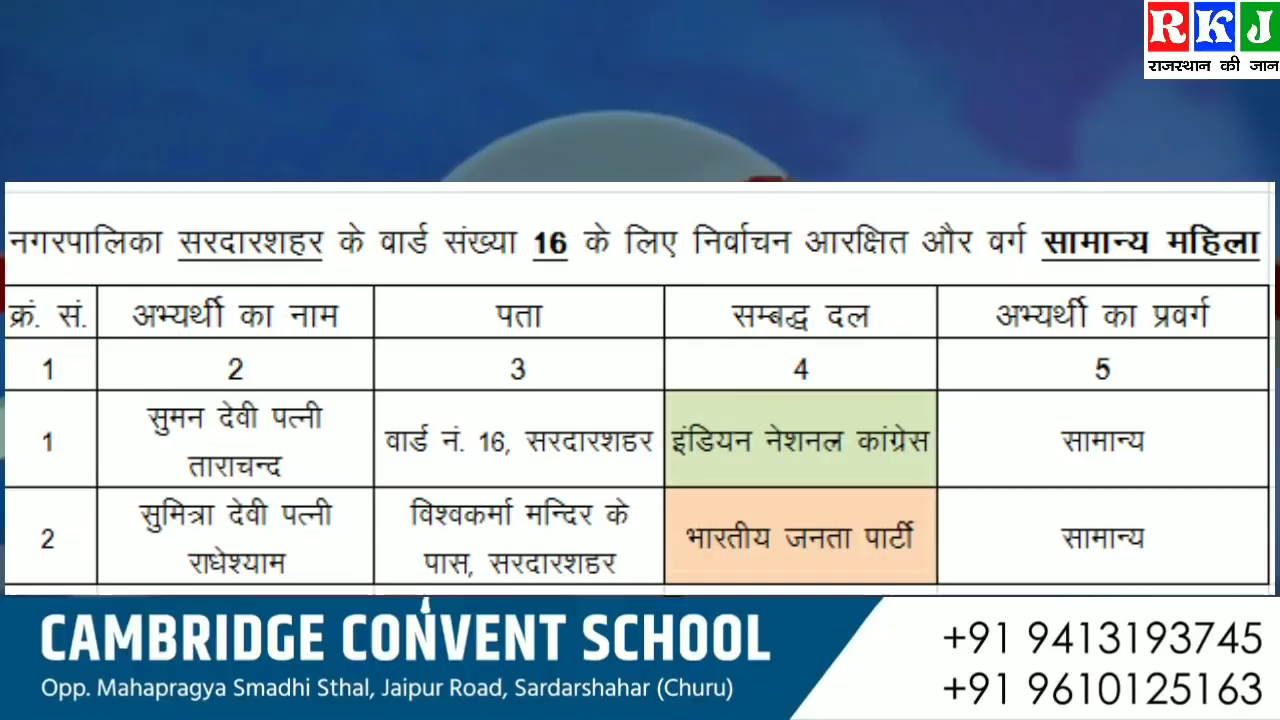 RKJ
राजस्थान की जान
नगरपालिका सरदारशहर के वार्ड संख्या 16 के लिए निर्वाचन आरक्षित और वर्ग सामान्य महिला
क्रं. सं. अभ्यर्थी का नाम पता सम्बद्ध दल अभ्यर्थी का प्रवर्ग
1 2 3 4 5
1 सुमन देवी पत्नी ताराचन्द वार्ड नं. 16, सरदारशहर इंडियन नेशनल कांग्रेस सामान्य
2 सुमित्रा देवी पत्नी राधेश्याम विश्वकर्मा मन्दिर के पास, सरदारशहर भारतीय जनता पार्टी सामान्य
CAMBRIDGE CONVENT SCHOOL
Opp. Mahapragya Smadhi Sthal, Jaipur Road, Sardarshahar (Churu)
+91 9413193745
+91 9610125163